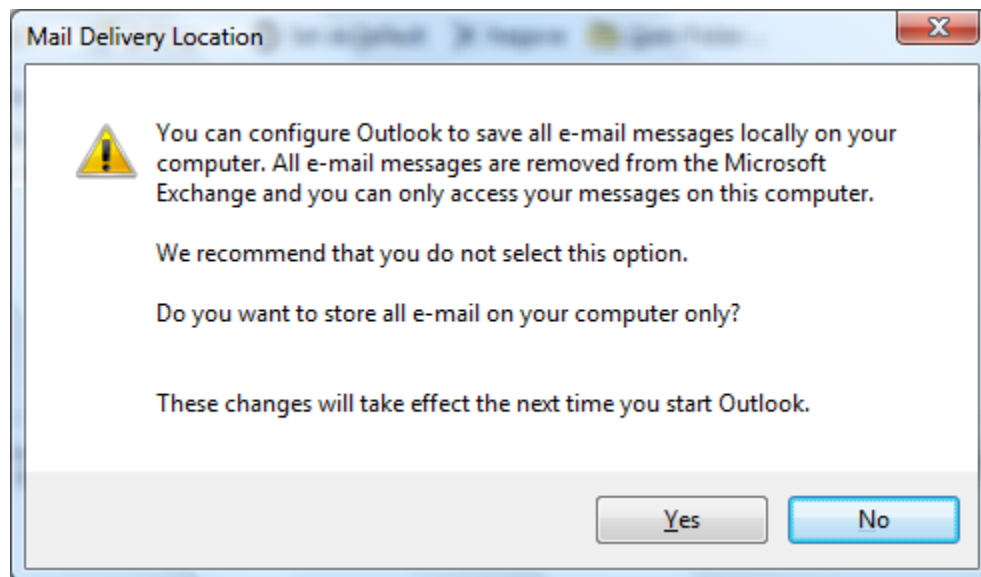 Mail Delivery Location
You can configure Outlook to save all e-mail messages locally on your
computer. All e-mail messages are removed from the Microsoft
Exchange and you can only access your messages on this computer.
We recommend that you do not select this option.
Do you want to store all e-mail on your computer only?
These changes will take effect the next time you start Outlook.
Yes No